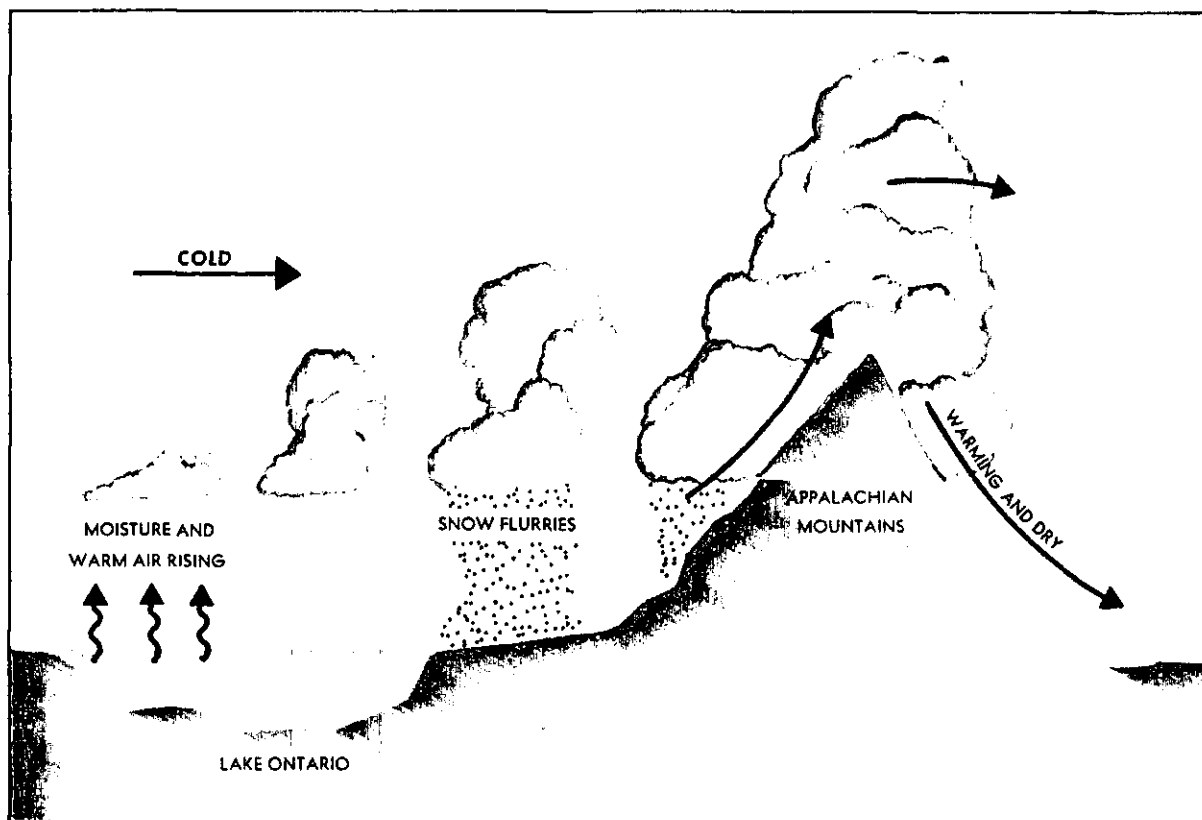 COLD
MOISTURE AND
WARM AIR RISING
SNOW FLURRIES
APPALACHIAN
MOUNTAINS
WARMING AND DRY
LAKE ONTARIO